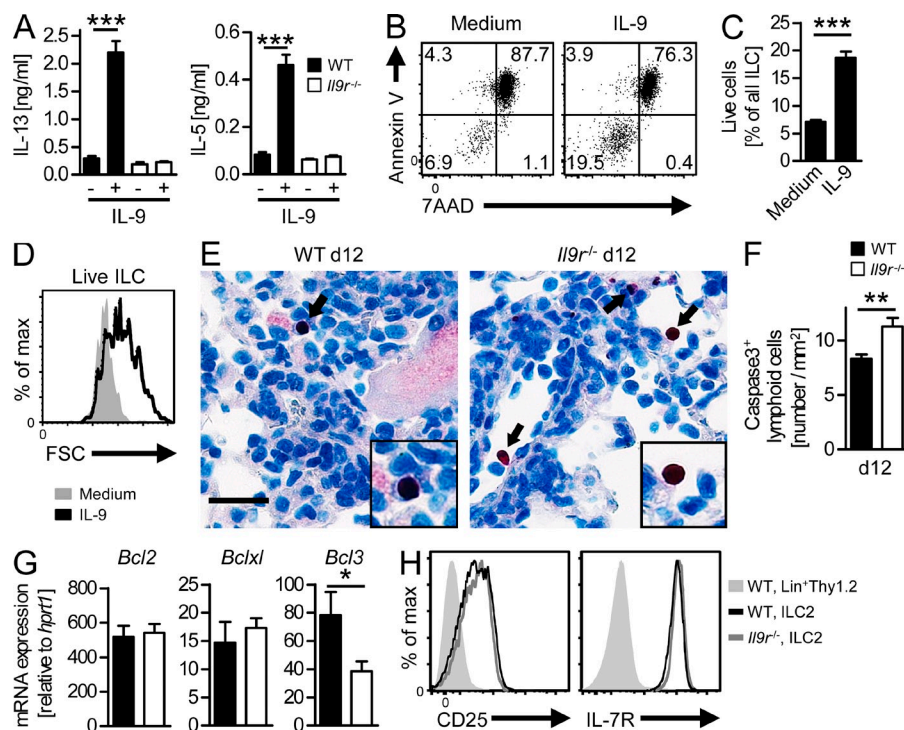 A
IL-13 [ng/ml]
2.5
2.0
1.5
1.0
0.5
0.0
***
- + - +
IL-9
IL-5 [ng/ml]
0.6
0.4
0.2
0.0
***
- + - +
IL-9
WT
Il9r-/-
B
Medium
IL-9
4.3 87.7
6.9 1.1
3.9 76.3
19.5 0.4
Annexin V
0
0
0
7AAD
C
Live cells
[% of all ILC]
25
20
15
10
5
0
***
Medium
IL-9
D
Live ILC
% of max
0
0
FSC
Medium
IL-9
E
WT d12
Il9r-/- d12
F
WT
Il9r-/-
Caspase3+
lymphoid cells
[number/mm2]
10
5
0
**
d12
G
mRNA expression
[relative to hprt1]
Bcl2
800
600
400
200
0
Bclxl
25
20
15
10
5
0
Bcl3
100
80
60
40
20
0
*
H
% of max
0
CD25
IL-7R
WT, Lin+Thy1.2
WT, ILC2
Il9r-/-, ILC2